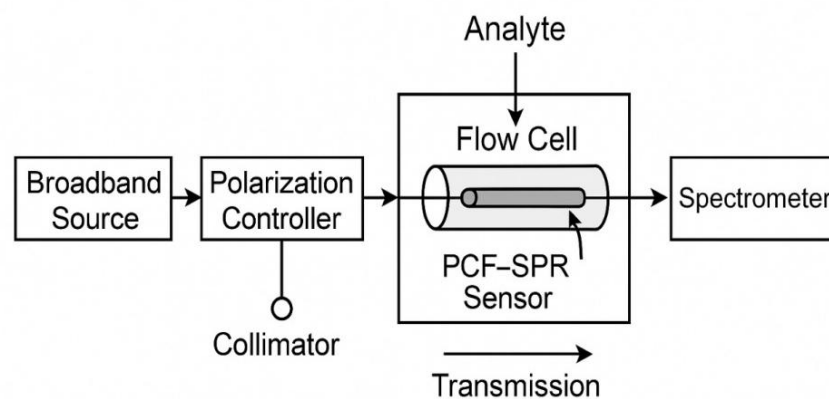 Analyte
Flow Cell
Broadband
Source
Polarization
Controller
Spectrometer
PCF–SPR
Sensor
Collimator
Transmission